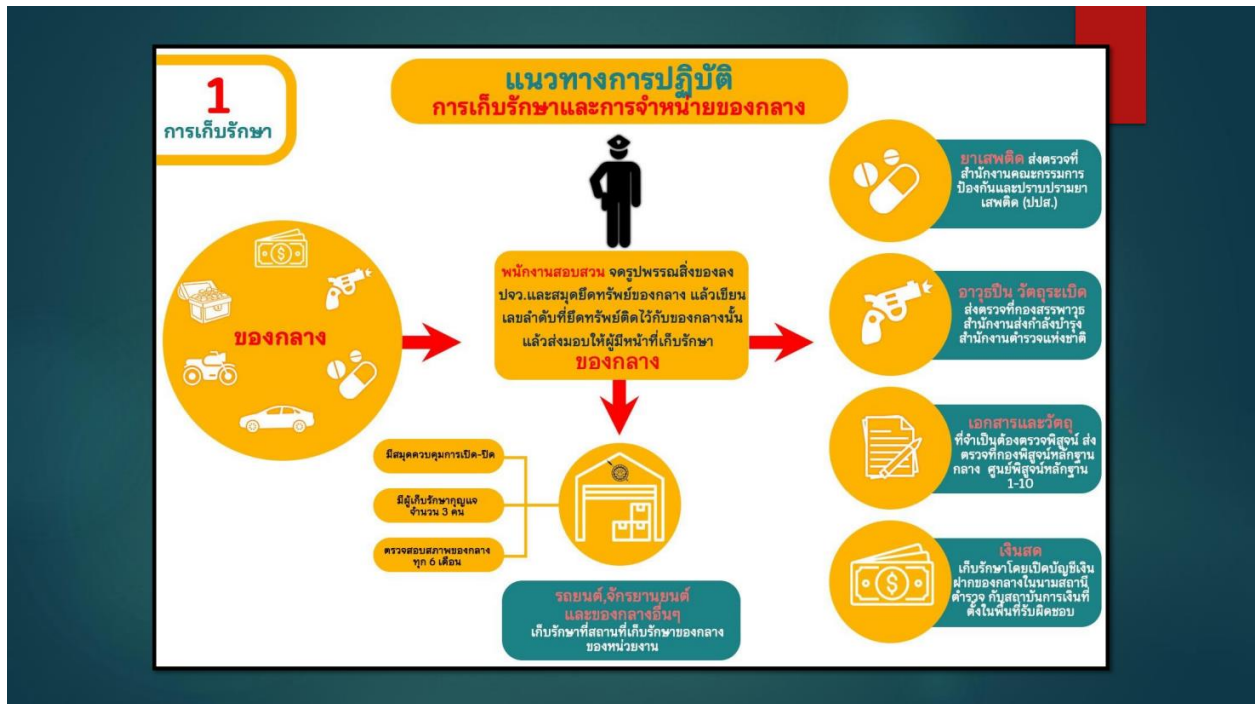 1
การเก็บรักษา
แนวทางการปฏิบัติ
การเก็บรักษาและการจำหน่ายของกลาง
ของกลาง
พนักงานสอบสวน จดรูปพรรณสิ่งของลง
ปจว.และสมุดยึดทรัพย์ของกลาง แล้วเขียน
เลขลำดับที่ยึดทรัพย์ติดไว้กับของกลางนั้น
แล้วส่งมอบให้ผู้มีหน้าที่เก็บรักษา
ของกลาง
มีสมุดควบคุมการเปิด-ปิด
มีผู้เก็บรักษากุญแจ
จำนวน 3 คน
ตรวจสอบสภาพของกลาง
ทุก 6 เดือน
รถยนต์,จักรยานยนต์
และของกลางอื่นๆ
เก็บรักษาที่สถานที่เก็บรักษาของกลาง
ของหน่วยงาน
ยาเสพติด ส่งตรวจที่
สำนักงานคณะกรรมการ
ป้องกันและปราบปรามยา
เสพติด (ปปส.)
อาวุธปืน วัตถุระเบิด
ส่งตรวจที่กองสรรพาวุธ
สำนักงานส่งกำลังบำรุง
สำนักงานตำรวจแห่งชาติ
เอกสารและวัตถุ
ที่จำเป็นต้องตรวจพิสูจน์ ส่ง
ตรวจที่กองพิสูจน์หลักฐาน
กลาง ศูนย์พิสูจน์หลักฐาน
1-10
เงินสด
เก็บรักษาโดยเปิดบัญชีเงิน
ฝากของกลางในนามสถานี
ตำรวจ กับสถาบันการเงินที่
ตั้งในพื้นที่รับผิดชอบ
$
$